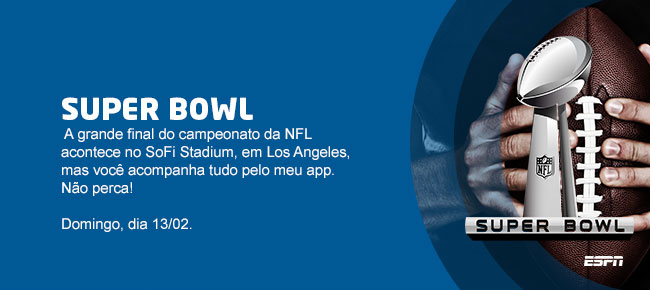 SUPER BOWL
A grande final do campeonato da NFL
acontece no SoFi Stadium, em Los Angeles,
mas você acompanha tudo pelo meu app.
Não perca!
Domingo, dia 13/02.
NFL
SUPER BOWL
ESPN